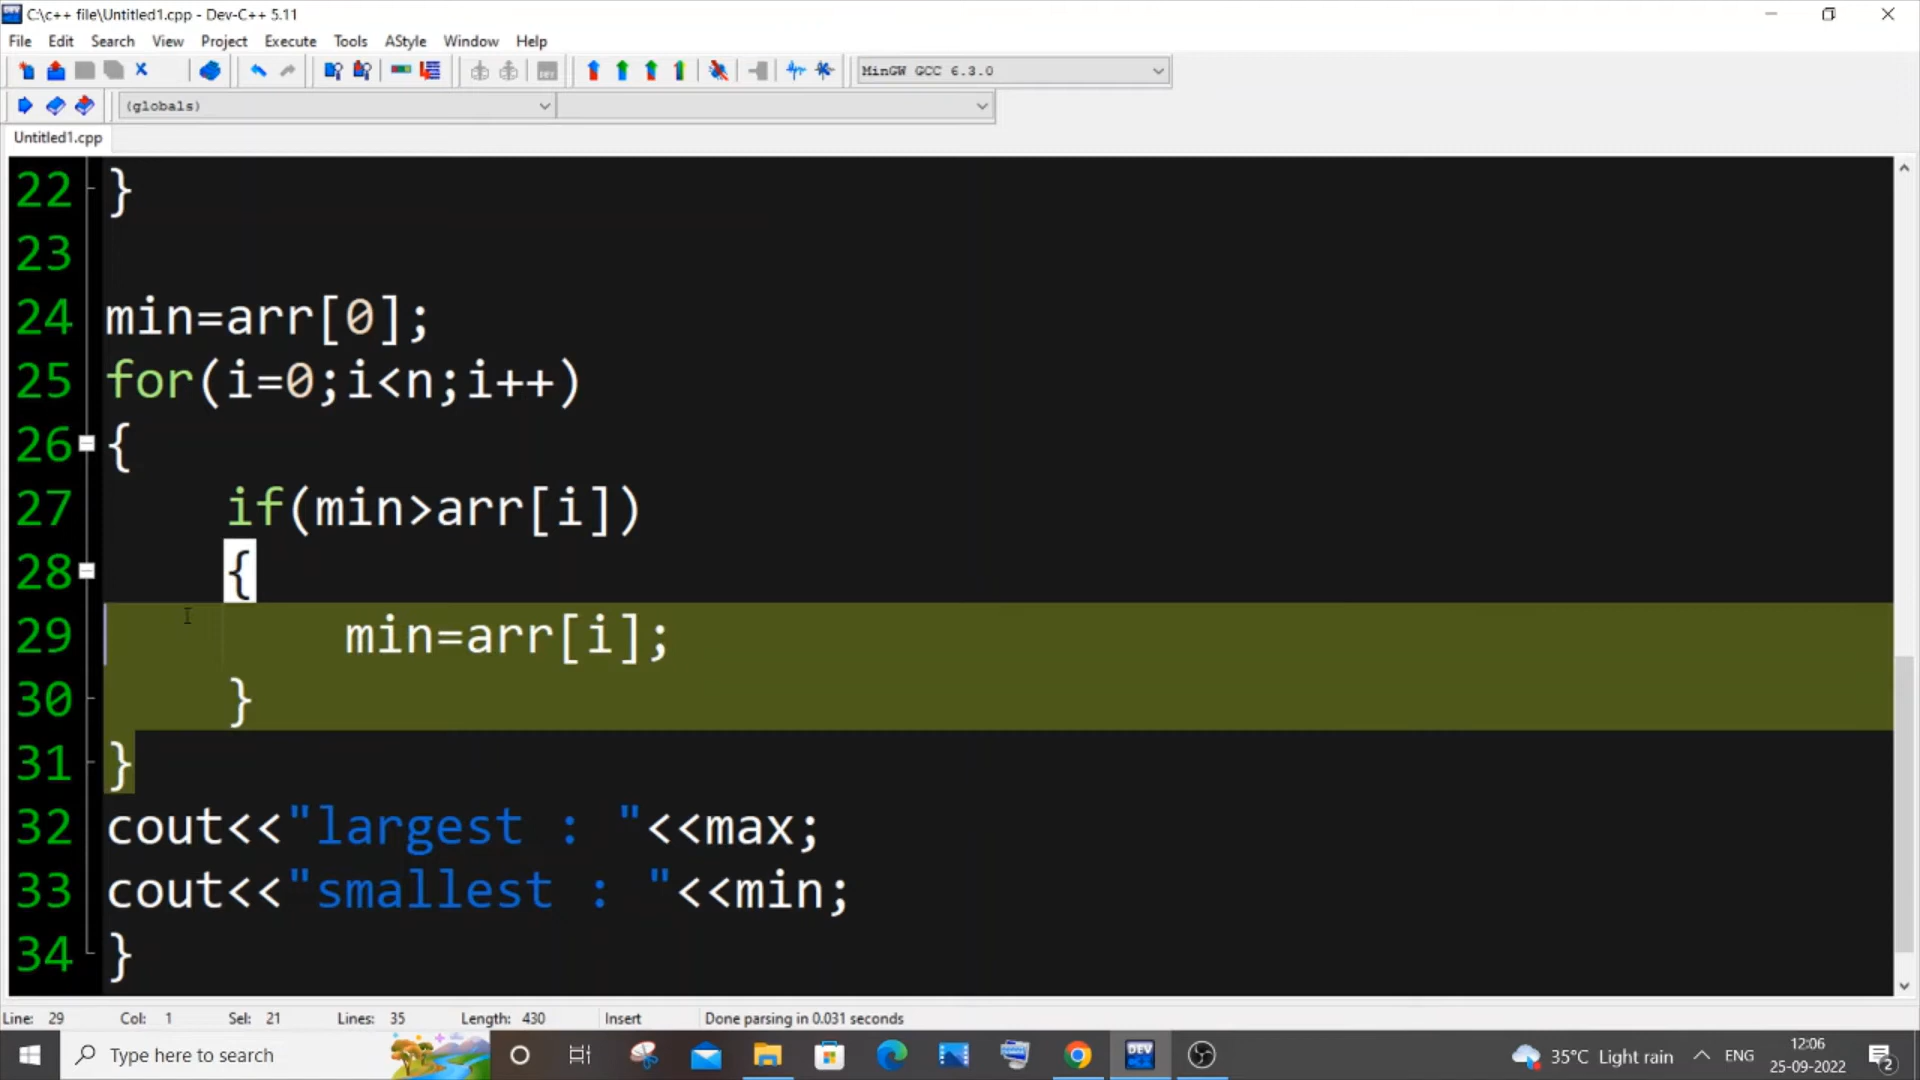 C:\c++ file\Untitled1.cpp - Dev-C++ 5.11
File Edit Search View Project Execute Tools AStyle Window Help
MinGW GCC 6.3.0
(globals)
Untitled1.cpp
22 }
23
24 min=arr[0];
25 for(i=0;i<n;i++)
26 {
27 if(min>arr[i])
28 {
29 min=arr[i];
30 }
31 }
32 cout<<"largest : "<<max;
33 cout<<"smallest : "<<min;
34 }
Line: 29 Col: 1 Sel: 21 Lines: 35 Length: 430 Insert Done parsing in 0.031 seconds
Type here to search DEV 35°C Light rain ENG 12:06
25-09-2022 2